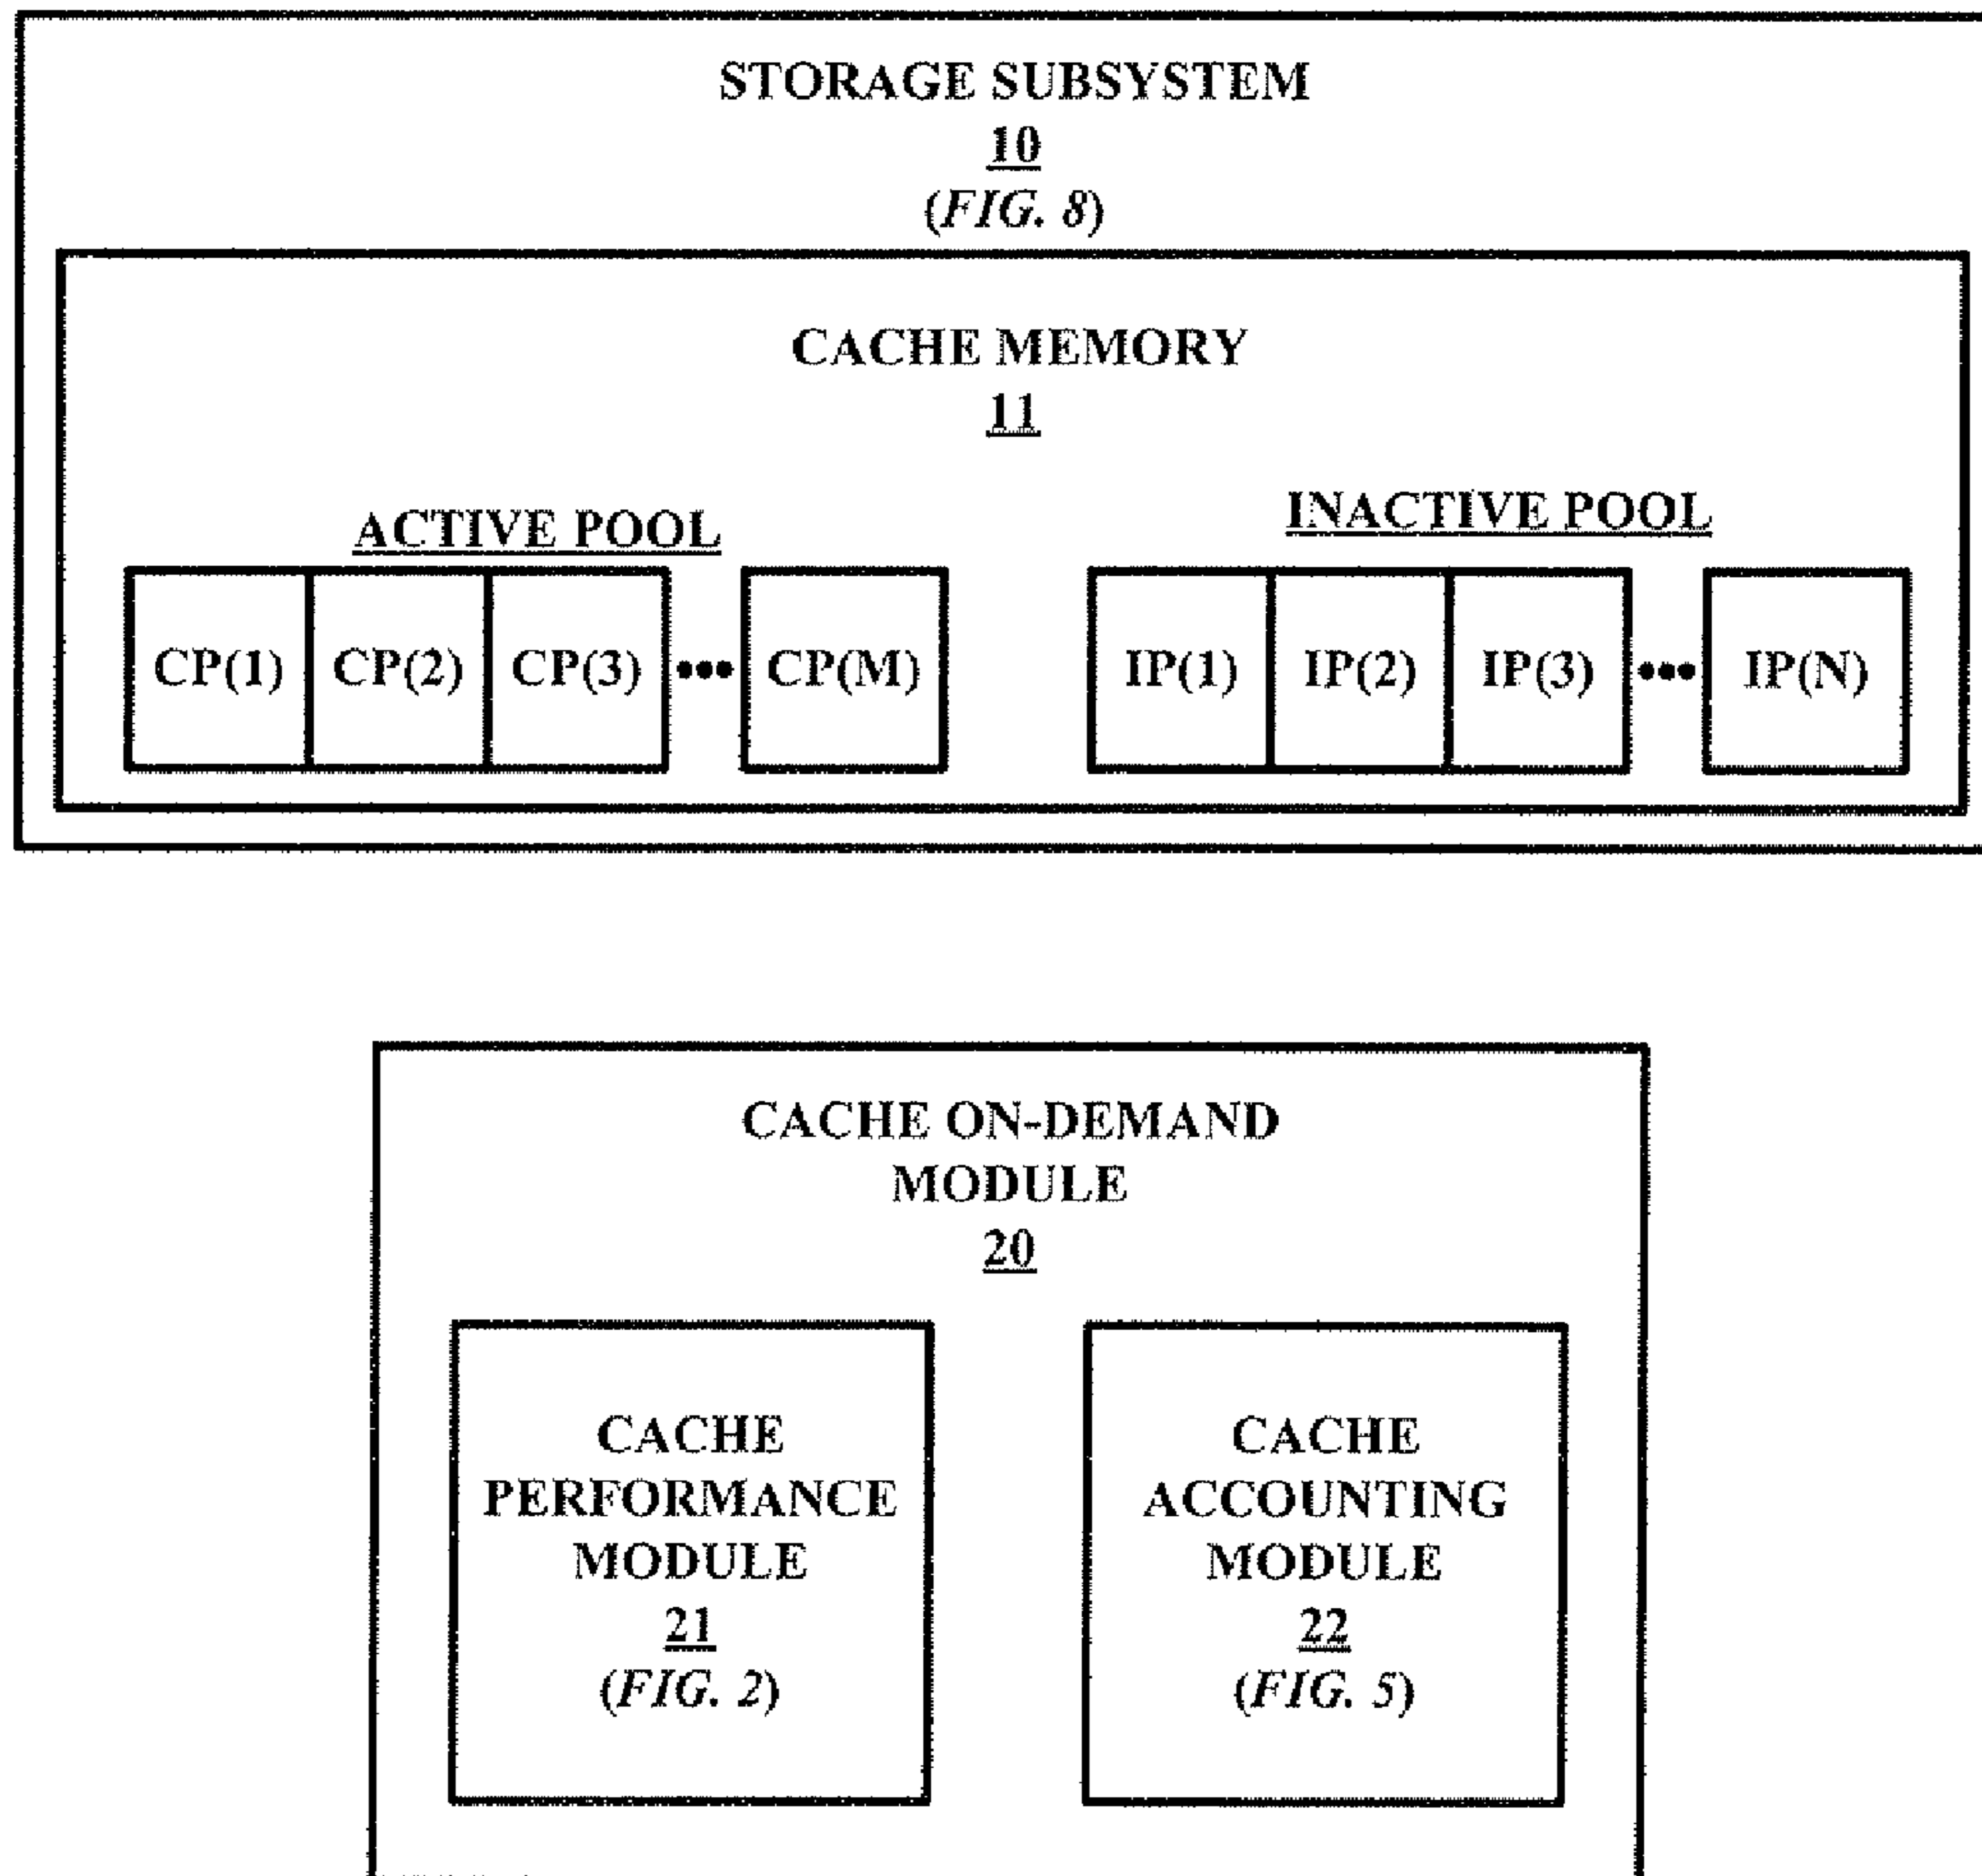 STORAGE SUBSYSTEM
10
(FIG. 8)
CACHE MEMORY
11
ACTIVE POOL
INACTIVE POOL
CP(1) CP(2) CP(3) ••• CP(M) IP(1) IP(2) IP(3) ••• IP(N)
CACHE ON-DEMAND
MODULE
20
CACHE
PERFORMANCE
MODULE
21
(FIG. 2)
CACHE
ACCOUNTING
MODULE
22
(FIG. 5)